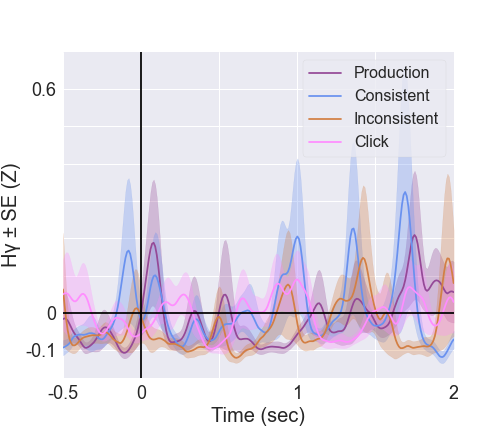 Production
Consistent
Inconsistent
Click
0.6
0
-0.1
Hγ ± SE (Z)
-0.5 0 1 2
Time (sec)